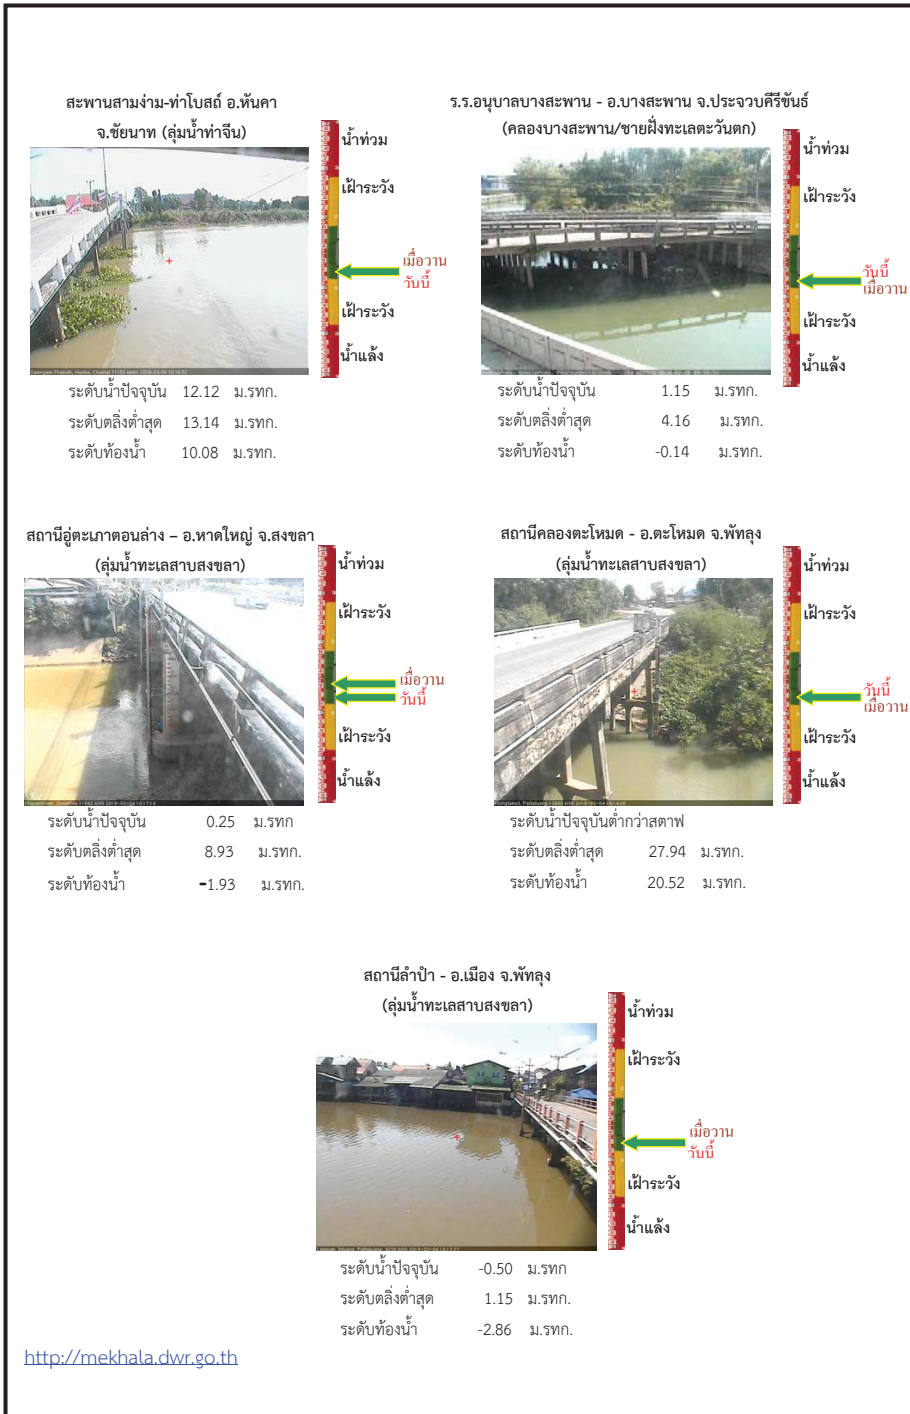 สะพานสามง่าม-ท่าโบสถ์ อ.หันคา
จ.ชัยนาท (ลุ่มน้ำท่าจีน)
น้ำท่วม
เฝ้าระวัง
เมื่อวาน
วันนี้
เฝ้าระวัง
น้ำแล้ง
ระดับน้ำปัจจุบัน 12.12 ม.รทก.
ระดับตลิ่งต่ำสุด 13.14 ม.รทก.
ระดับท้องน้ำ 10.08 ม.รทก.
ร.ร.อนุบาลบางสะพาน - อ.บางสะพาน จ.ประจวบคีรีขันธ์
(คลองบางสะพาน/ชายฝั่งทะเลตะวันตก)
น้ำท่วม
เฝ้าระวัง
วันนี้
เมื่อวาน
เฝ้าระวัง
น้ำแล้ง
ระดับน้ำปัจจุบัน 1.15 ม.รทก.
ระดับตลิ่งต่ำสุด 4.16 ม.รทก.
ระดับท้องน้ำ -0.14 ม.รทก.
สถานีอู่ตะเภาตอนล่าง – อ.หาดใหญ่ จ.สงขลา
(ลุ่มน้ำทะเลสาบสงขลา)
น้ำท่วม
เฝ้าระวัง
เมื่อวาน
วันนี้
เฝ้าระวัง
น้ำแล้ง
ระดับน้ำปัจจุบัน 0.25 ม.รทก
ระดับตลิ่งต่ำสุด 8.93 ม.รทก.
ระดับท้องน้ำ -1.93 ม.รทก.
สถานีคลองตะโหมด - อ.ตะโหมด จ.พัทลุง
(ลุ่มน้ำทะเลสาบสงขลา)
น้ำท่วม
เฝ้าระวัง
วันนี้
เมื่อวาน
เฝ้าระวัง
น้ำแล้ง
ระดับน้ำปัจจุบันต่ำกว่าสตาฟ
ระดับตลิ่งต่ำสุด 27.94 ม.รทก.
ระดับท้องน้ำ 20.52 ม.รทก.
สถานีลำปำ - อ.เมือง จ.พัทลุง
(ลุ่มน้ำทะเลสาบสงขลา)
น้ำท่วม
เฝ้าระวัง
เมื่อวาน
วันนี้
เฝ้าระวัง
น้ำแล้ง
ระดับน้ำปัจจุบัน -0.50 ม.รทก
ระดับตลิ่งต่ำสุด 1.15 ม.รทก.
ระดับท้องน้ำ -2.86 ม.รทก.
http://mekhala.dwr.go.th